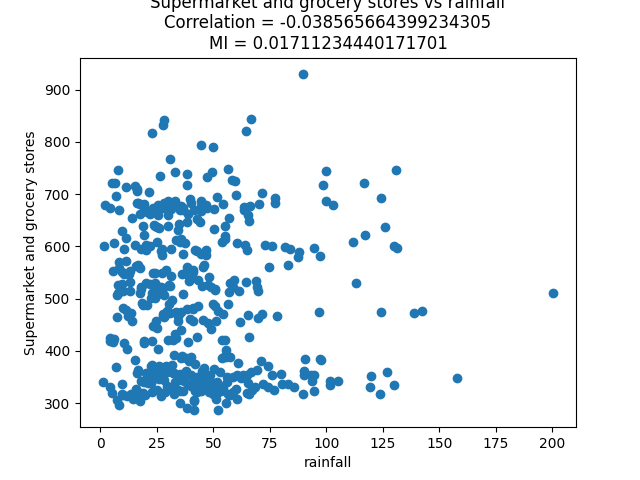 Supermarket and grocery stores vs rainfall
Correlation = -0.038565664399234305
MI = 0.01711234440171701
900
800
700
600
500
400
300
Supermarket and grocery stores
0 25 50 75 100 125 150 175 200
rainfall